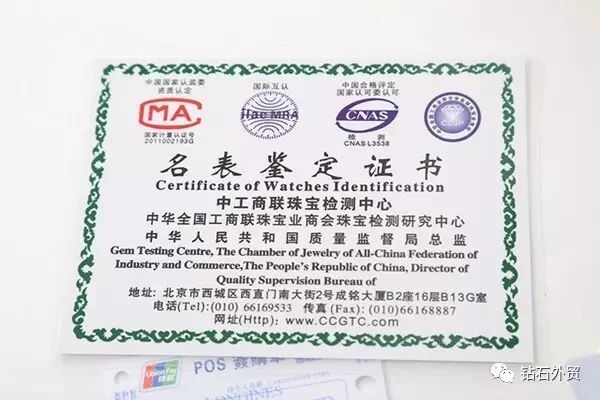 中国国家认监委
资质认定
MA
国家计量认证号
2011002193G
国际互认
ilac-MRA
中国合格评定
国家认可委认可
CNAS
检 测
CNAS L3538
名表鉴定证书
Certificate of Watches Identification
中工商联珠宝检测中心
中华全国工商联珠宝业商会珠宝检测研究中心
中华人民共和国质量监督局总监
Gem Testing Centre, The Chamber of Jewelry of All-China Federation of
Industry and Commerce,The People's Republic of China, Director of
Quality Supervision Bureau of
地址: 北京市西城区西直门南大街2号成铭大厦B2座16层B13G室
电话(Tel):(010) 66169533 传真(Fax): (010)66168887
网址(Http): www.CCGTC.com
UnionPay
银联
POS
钻石外贸